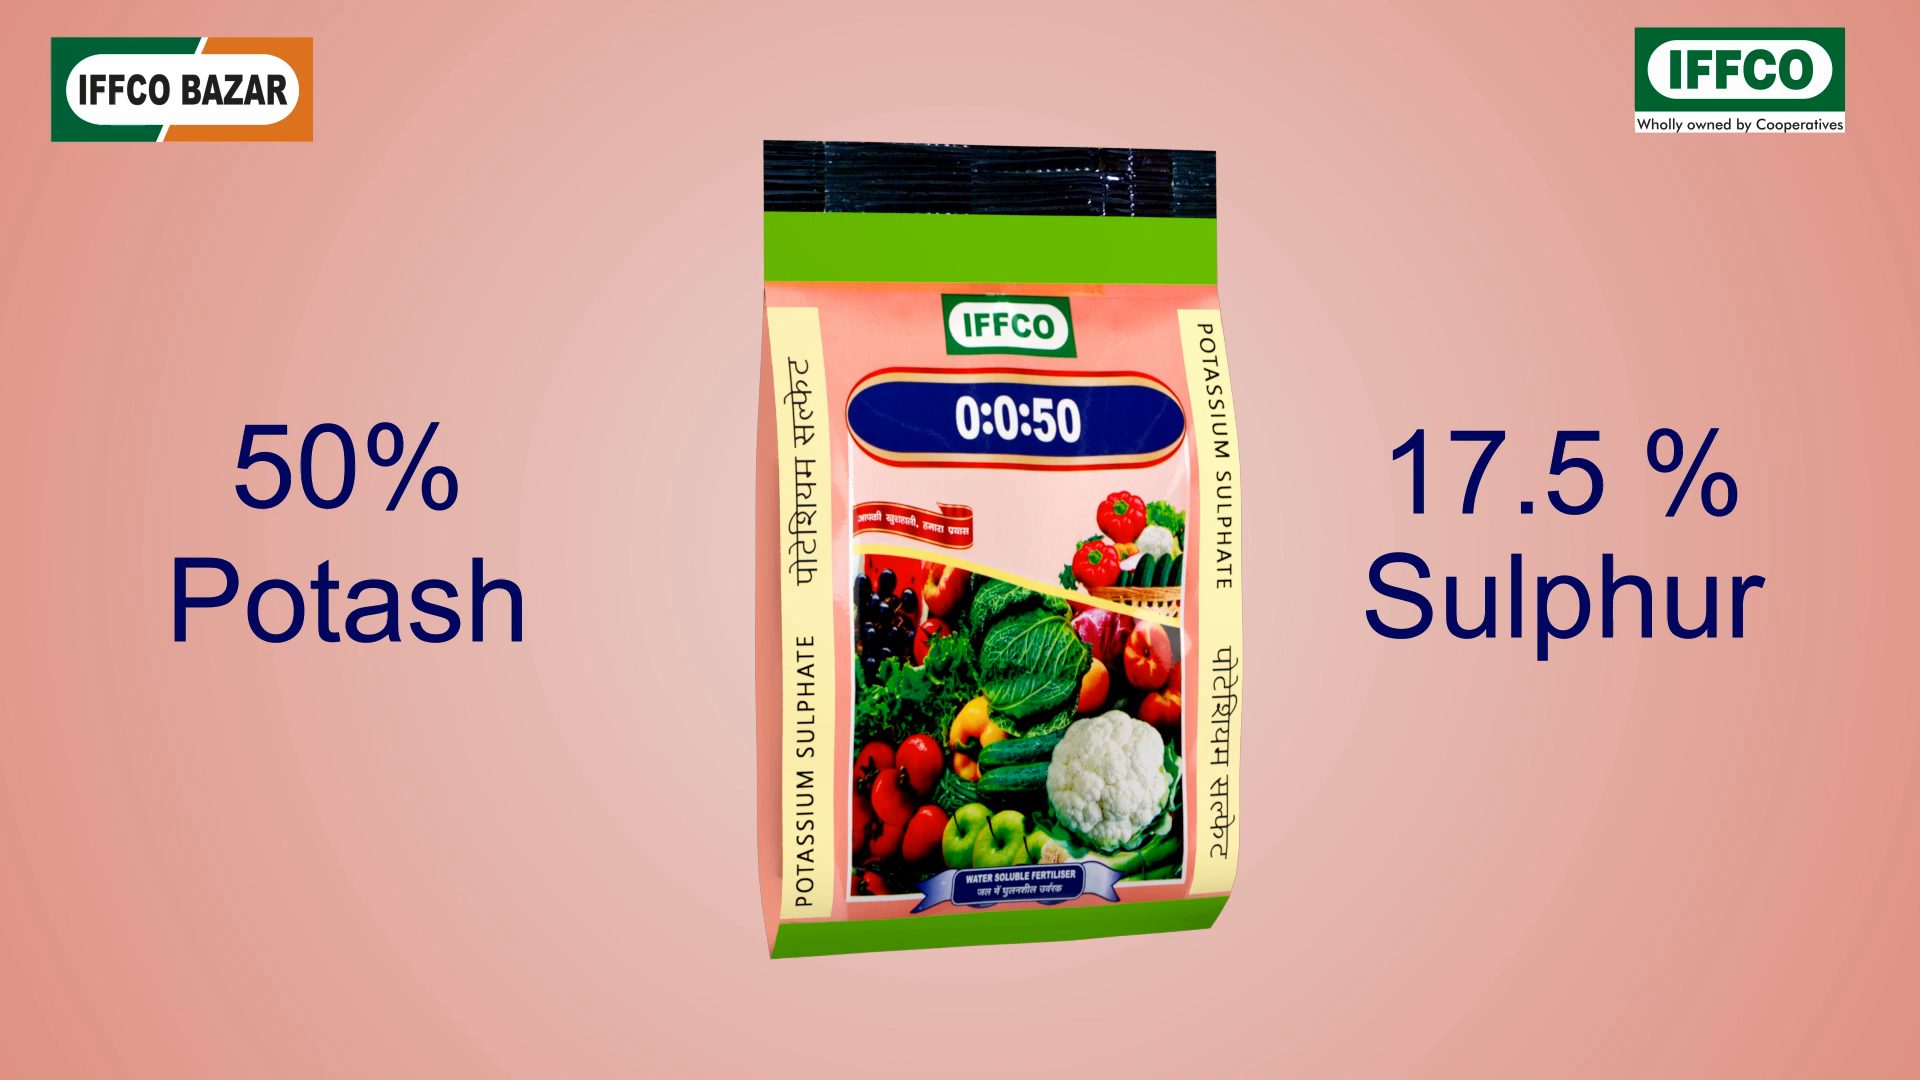 IFFCO BAZAR
IFFCO
Wholly owned by Cooperatives
50%
Potash
17.5 %
Sulphur
IFFCO
0:0:50
आपकी खुशहाली, हमारा प्रयास
पोटेशियम सल्फेट
POTASSIUM SULPHATE
POTASSIUM SULPHATE
पोटेशियम सल्फेट
WATER SOLUBLE FERTILISER
जल में घुलनशील उर्वरक